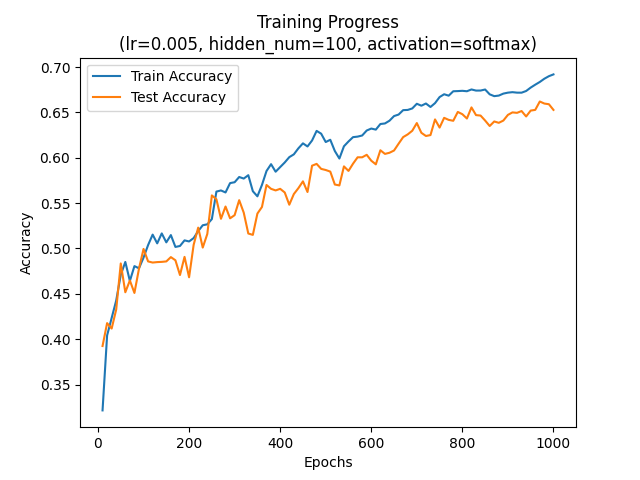 Training Progress
(lr=0.005, hidden_num=100, activation=softmax)
Train Accuracy
Test Accuracy
Accuracy
0.70
0.65
0.60
0.55
0.50
0.45
0.40
0.35
0
200
400
600
800
1000
Epochs